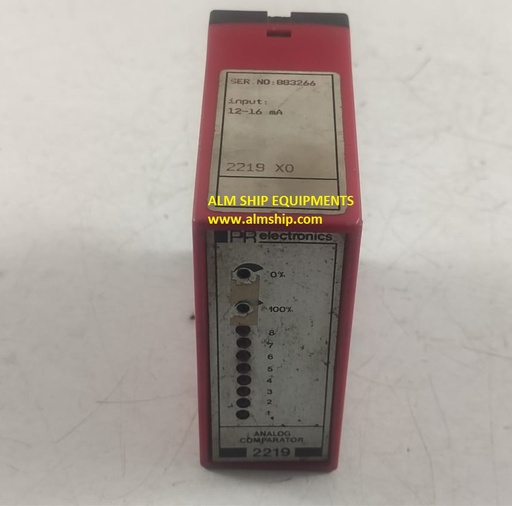 SER. NO: 883266
input:
12-16 mA
2219 XO
ALM SHIP EQUIPMENTS
www.almship.com
PR electronics
0%
100%
8
7
6
5
4
3
2
1
ANALOG
COMPARATOR
2219